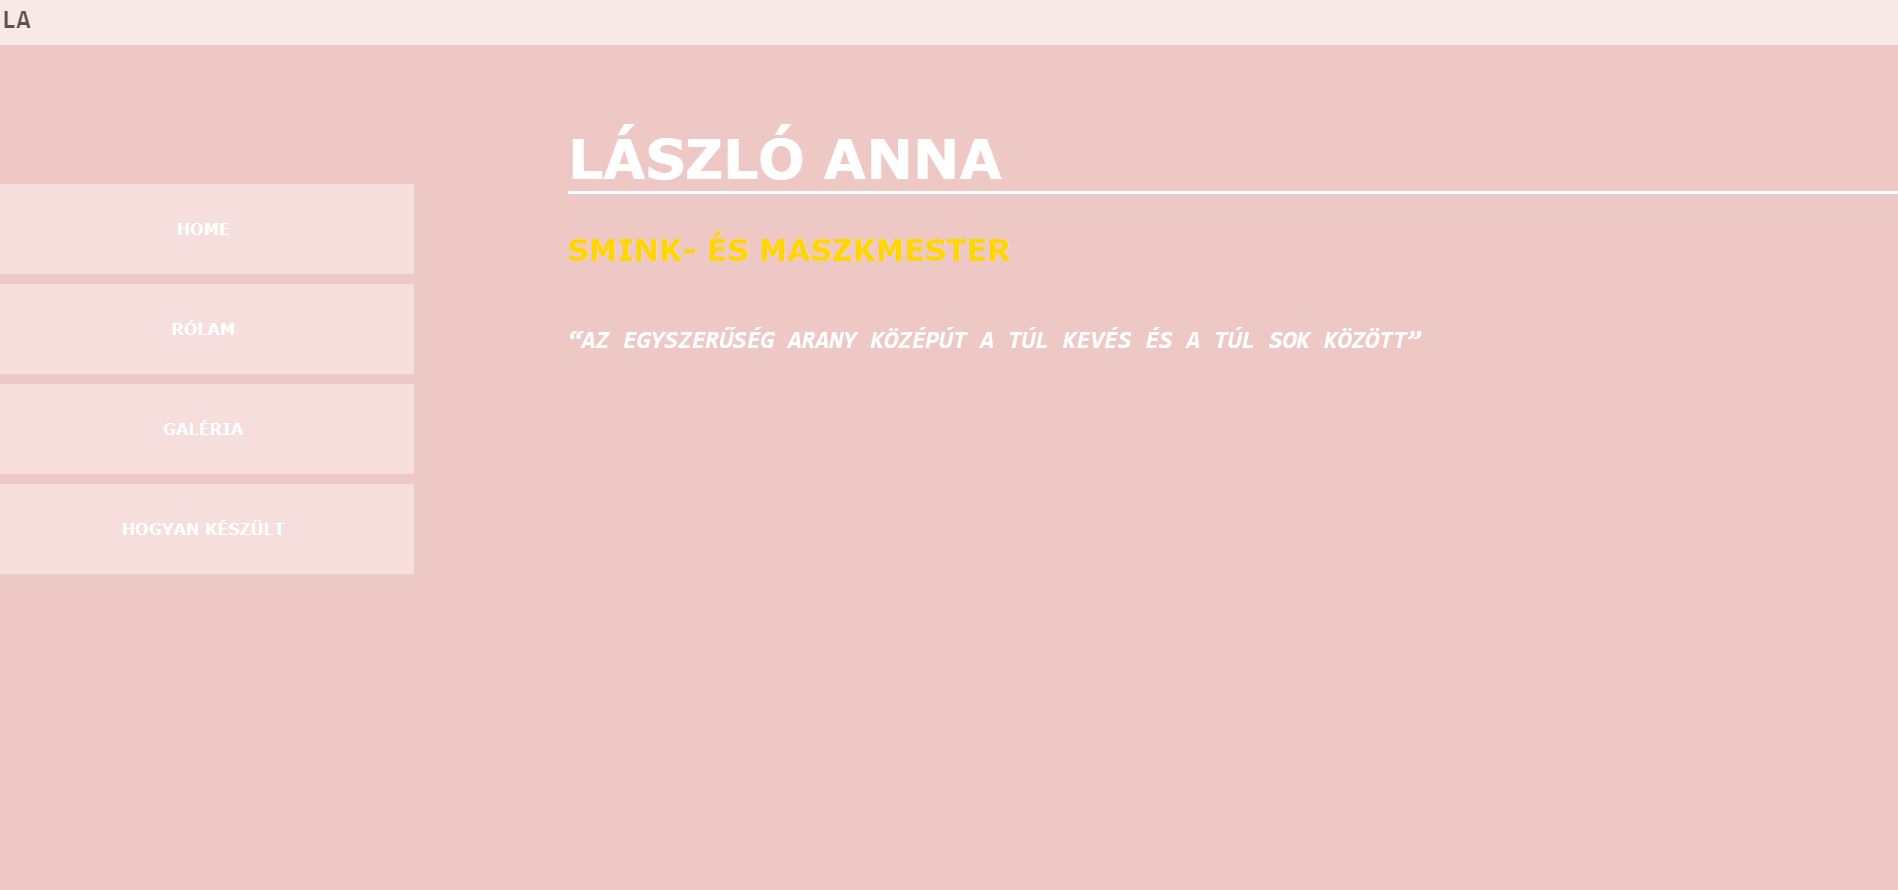 LA
LÁSZLÓ ANNA
SMINK- ÉS MASZKMESTER
“AZ EGYSZERŰSÉG ARANY KÖZÉPÚT A TÚL KEVÉS ÉS A TÚL SOK KÖZÖTT”
HOME
RÓLAM
GALÉRIA
HOGYAN KÉSZÜLT